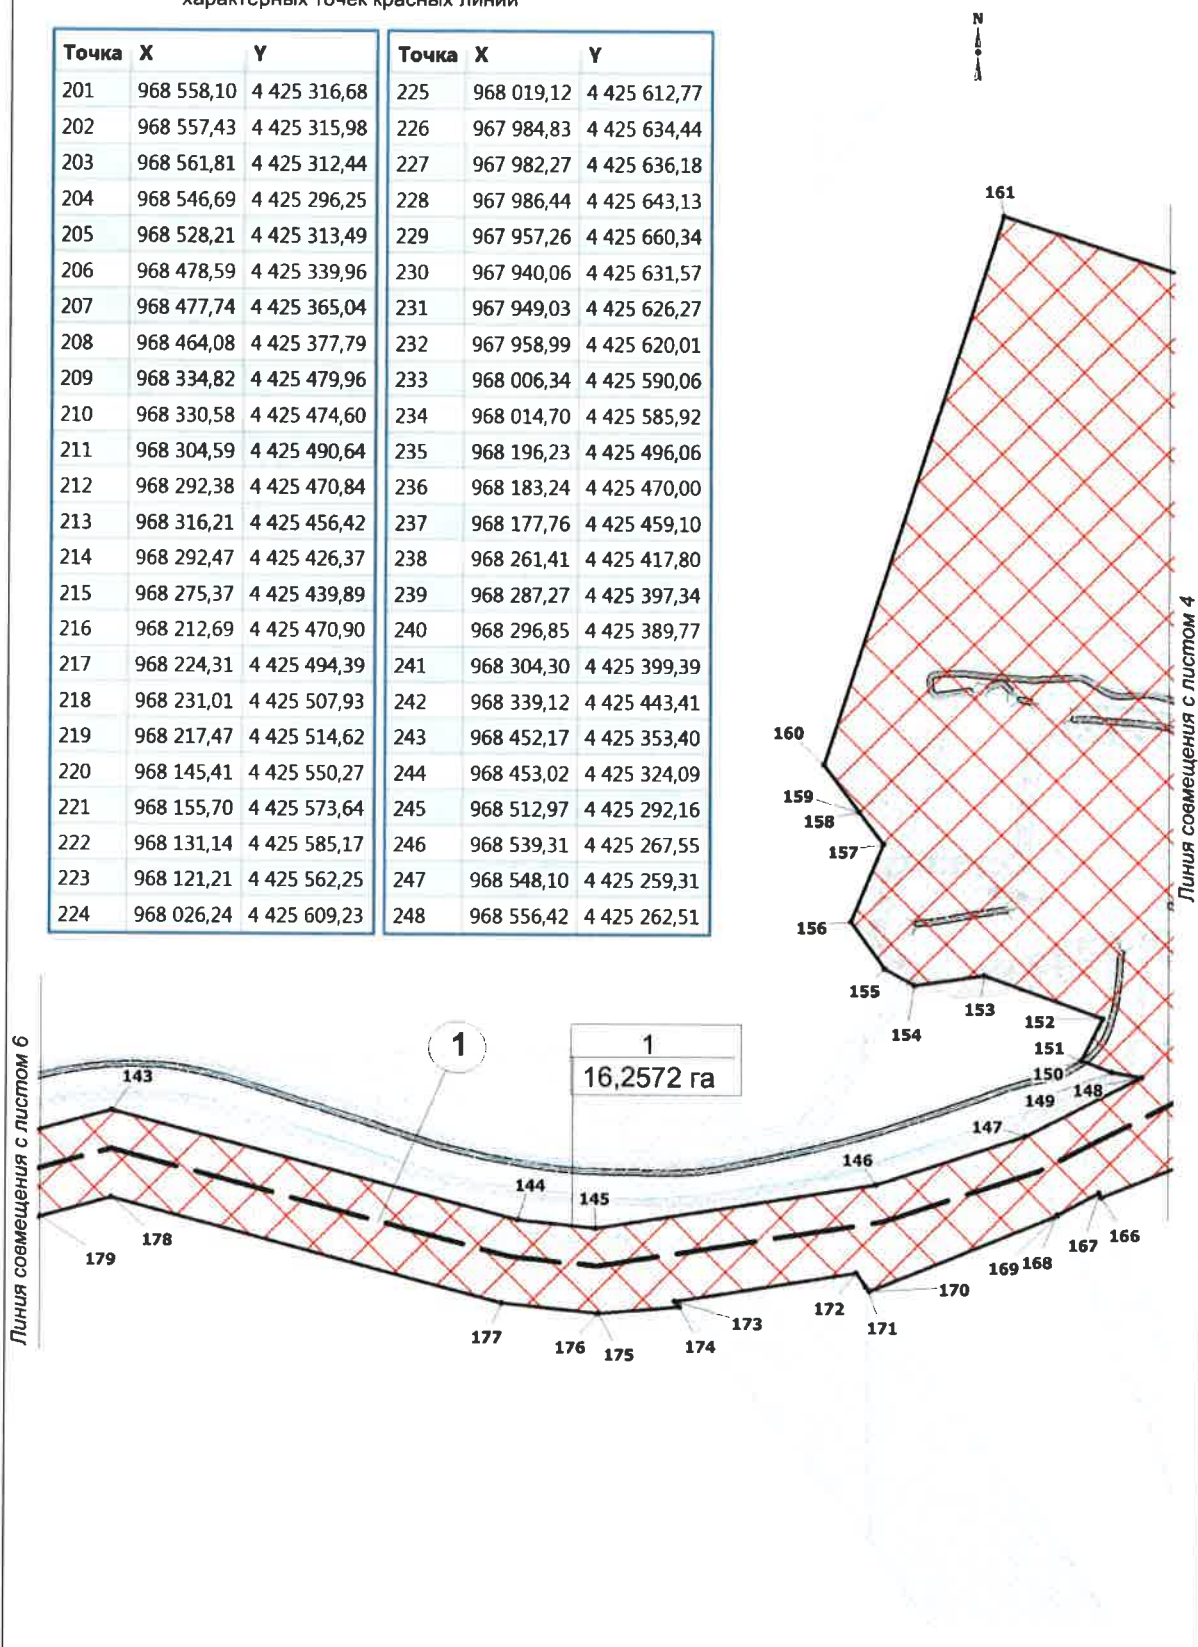 характерных точек красных линий
N
Точка X Y Точка X Y
201 968 558,10 4 425 316,68 225 968 019,12 4 425 612,77
202 968 557,43 4 425 315,98 226 967 984,83 4 425 634,44
203 968 561,81 4 425 312,44 227 967 982,27 4 425 636,18
204 968 546,69 4 425 296,25 228 967 986,44 4 425 643,13
205 968 528,21 4 425 313,49 229 967 957,26 4 425 660,34
206 968 478,59 4 425 339,96 230 967 940,06 4 425 631,57
207 968 477,74 4 425 365,04 231 967 949,03 4 425 626,27
208 968 464,08 4 425 377,79 232 967 958,99 4 425 620,01
209 968 334,82 4 425 479,96 233 968 006,34 4 425 590,06
210 968 330,58 4 425 474,60 234 968 014,70 4 425 585,92
211 968 304,59 4 425 490,64 235 968 196,23 4 425 496,06
212 968 292,38 4 425 470,84 236 968 183,24 4 425 470,00
213 968 316,21 4 425 456,42 237 968 177,76 4 425 459,10
214 968 292,47 4 425 426,37 238 968 261,41 4 425 417,80
215 968 275,37 4 425 439,89 239 968 287,27 4 425 397,34
216 968 212,69 4 425 470,90 240 968 296,85 4 425 389,77
217 968 224,31 4 425 494,39 241 968 304,30 4 425 399,39
218 968 231,01 4 425 507,93 242 968 339,12 4 425 443,41
219 968 217,47 4 425 514,62 243 968 452,17 4 425 353,40
220 968 145,41 4 425 550,27 244 968 453,02 4 425 324,09
221 968 155,70 4 425 573,64 245 968 512,97 4 425 292,16
222 968 131,14 4 425 585,17 246 968 539,31 4 425 267,55
223 968 121,21 4 425 562,25 247 968 548,10 4 425 259,31
224 968 026,24 4 425 609,23 248 968 556,42 4 425 262,51
161
Линия совмещения с листом 4
160
159
158
157
156
155
154
153
152
151
150
149
148
147
146
145
144
143
1
1
16,2572 га
Линия совмещения с листом 6
179
178
177
176
175
174
173
172
171
170
169
168
167
166